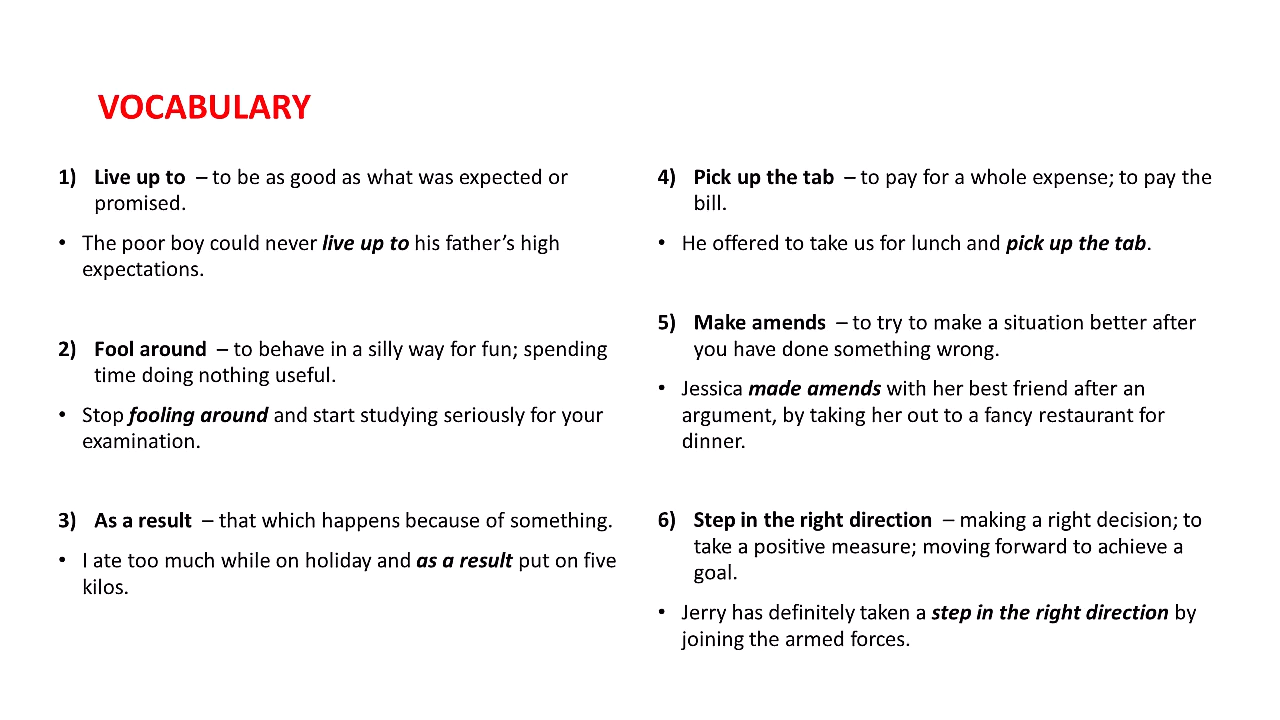 VOCABULARY
1) Live up to – to be as good as what was expected or
promised.
• The poor boy could never live up to his father’s high
expectations.
2) Fool around – to behave in a silly way for fun; spending
time doing nothing useful.
• Stop fooling around and start studying seriously for your
examination.
3) As a result – that which happens because of something.
• I ate too much while on holiday and as a result put on five
kilos.
4) Pick up the tab – to pay for a whole expense; to pay the
bill.
• He offered to take us for lunch and pick up the tab.
5) Make amends – to try to make a situation better after
you have done something wrong.
• Jessica made amends with her best friend after an
argument, by taking her out to a fancy restaurant for
dinner.
6) Step in the right direction – making a right decision; to
take a positive measure; moving forward to achieve a
goal.
• Jerry has definitely taken a step in the right direction by
joining the armed forces.